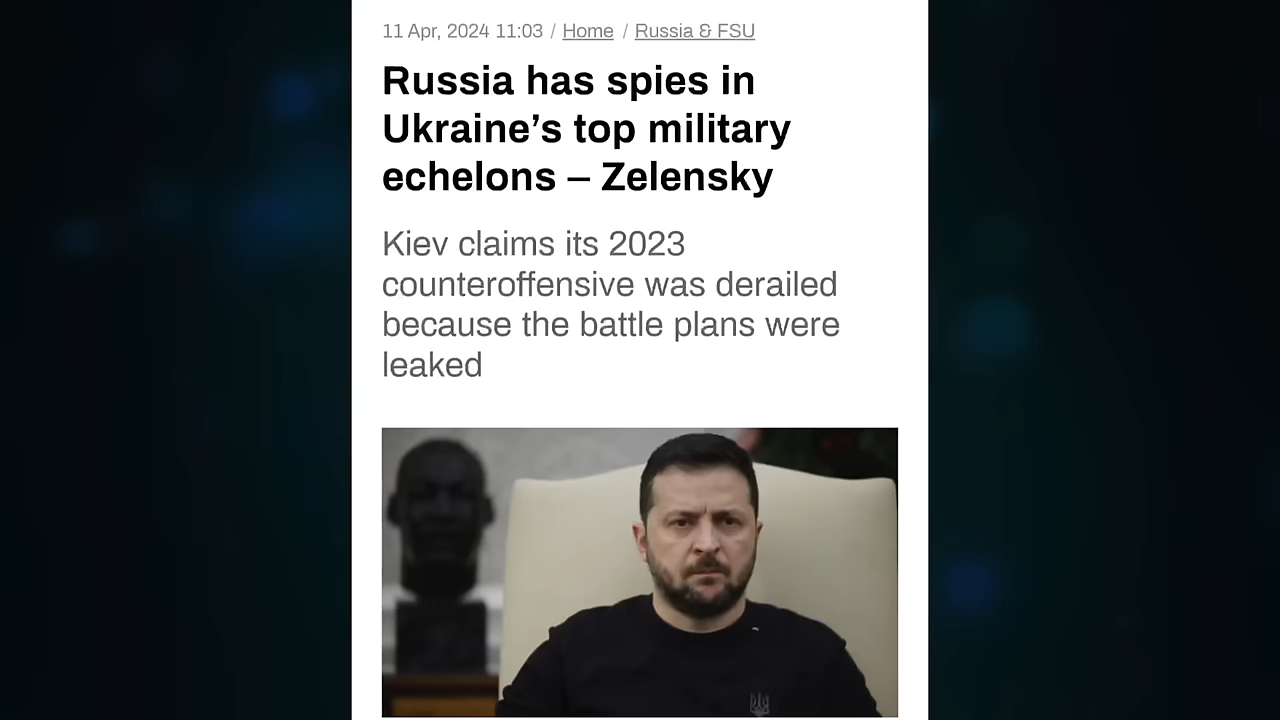 11 Apr, 2024 11:03 / Home / Russia & FSU
Russia has spies in
Ukraine’s top military
echelons – Zelensky
Kiev claims its 2023
counteroffensive was derailed
because the battle plans were
leaked